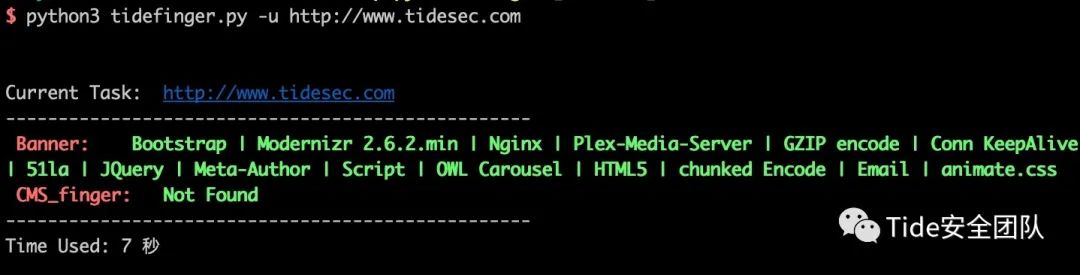 $ python3 tidefinger.py -u http://www.tidesec.com
Current Task: http://www.tidesec.com
--------------------------------------------------
Banner: Bootstrap | Modernizr 2.6.2.min | Nginx | Plex-Media-Server | GZIP encode | Conn KeepAlive
| 51la | JQuery | Meta-Author | Script | OWL Carousel | HTML5 | chunked Encode | Email | animate.css
CMS_finger: Not Found
--------------------------------------------------
Time Used: 7 秒
Tide安全团队